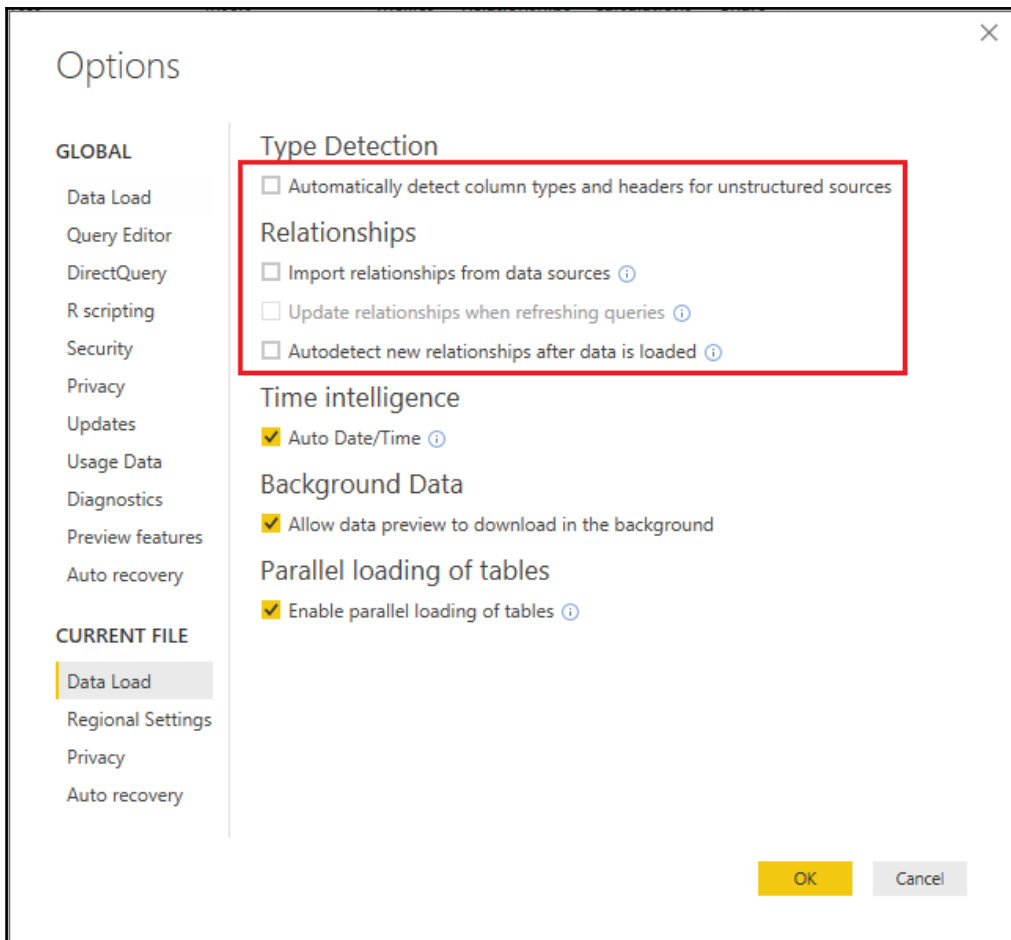 Options
GLOBAL
Data Load
Query Editor
DirectQuery
R scripting
Security
Privacy
Updates
Usage Data
Diagnostics
Preview features
Auto recovery
CURRENT FILE
Data Load
Regional Settings
Privacy
Auto recovery
Type Detection
Automatically detect column types and headers for unstructured sources
Relationships
Import relationships from data sources
Update relationships when refreshing queries
Autodetect new relationships after data is loaded
Time intelligence
Auto Date/Time
Background Data
Allow data preview to download in the background
Parallel loading of tables
Enable parallel loading of tables
OK
Cancel